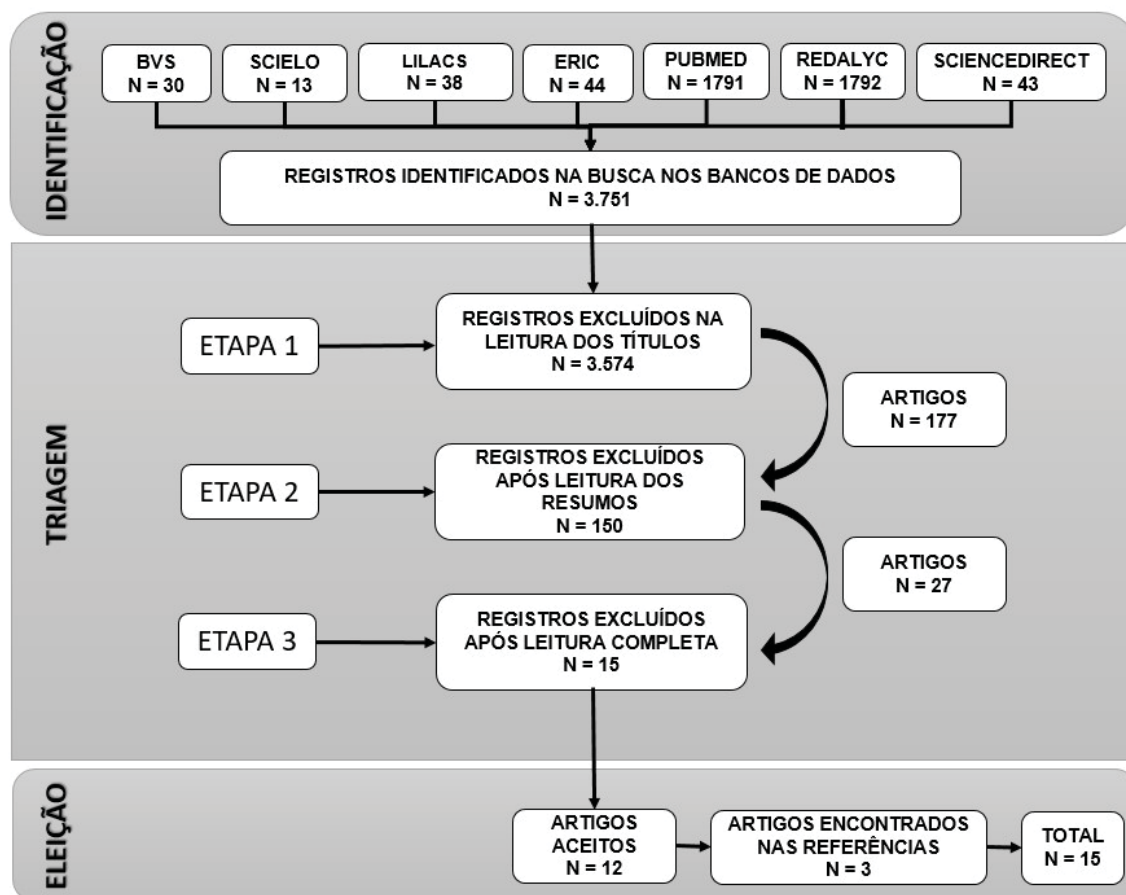 IDENTIFICAÇÃO
BVS
N = 30
SCIELO
N = 13
LILACS
N = 38
ERIC
N = 44
PUBMED
N = 1791
REDALYC
N = 1792
SCIENCEDIRECT
N = 43
REGISTROS IDENTIFICADOS NA BUSCA NOS BANCOS DE DADOS
N = 3.751
TRIAGEM
ETAPA 1
REGISTROS EXCLUÍDOS NA
LEITURA DOS TÍTULOS
N = 3.574
ARTIGOS
N = 177
ETAPA 2
REGISTROS EXCLUÍDOS
APÓS LEITURA DOS
RESUMOS
N = 150
ARTIGOS
N = 27
ETAPA 3
REGISTROS EXCLUÍDOS
APÓS LEITURA COMPLETA
N = 15
ELEIÇÃO
ARTIGOS
ACEITOS
N = 12
ARTIGOS ENCONTRADOS
NAS REFERÊNCIAS
N = 3
TOTAL
N = 15